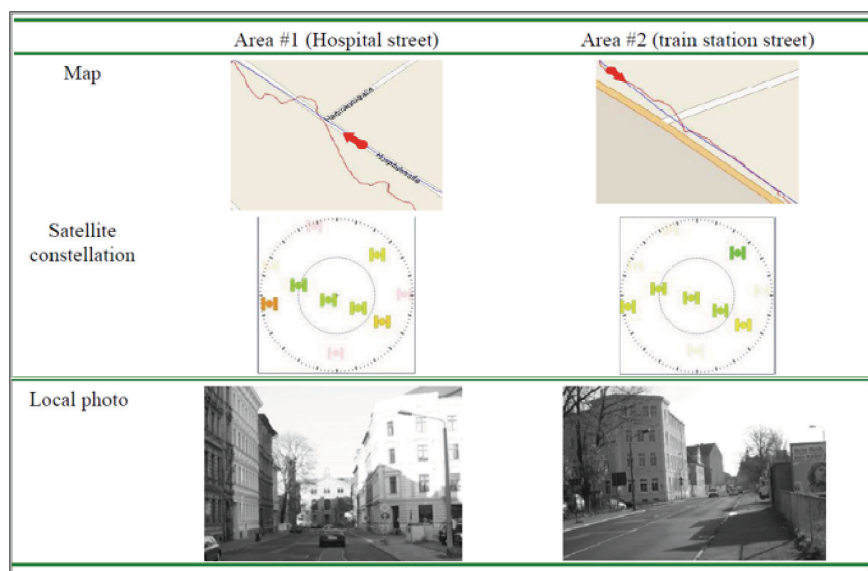 Area #1 (Hospital street)
Area #2 (train station street)
Map
Satellite
constellation
Local photo